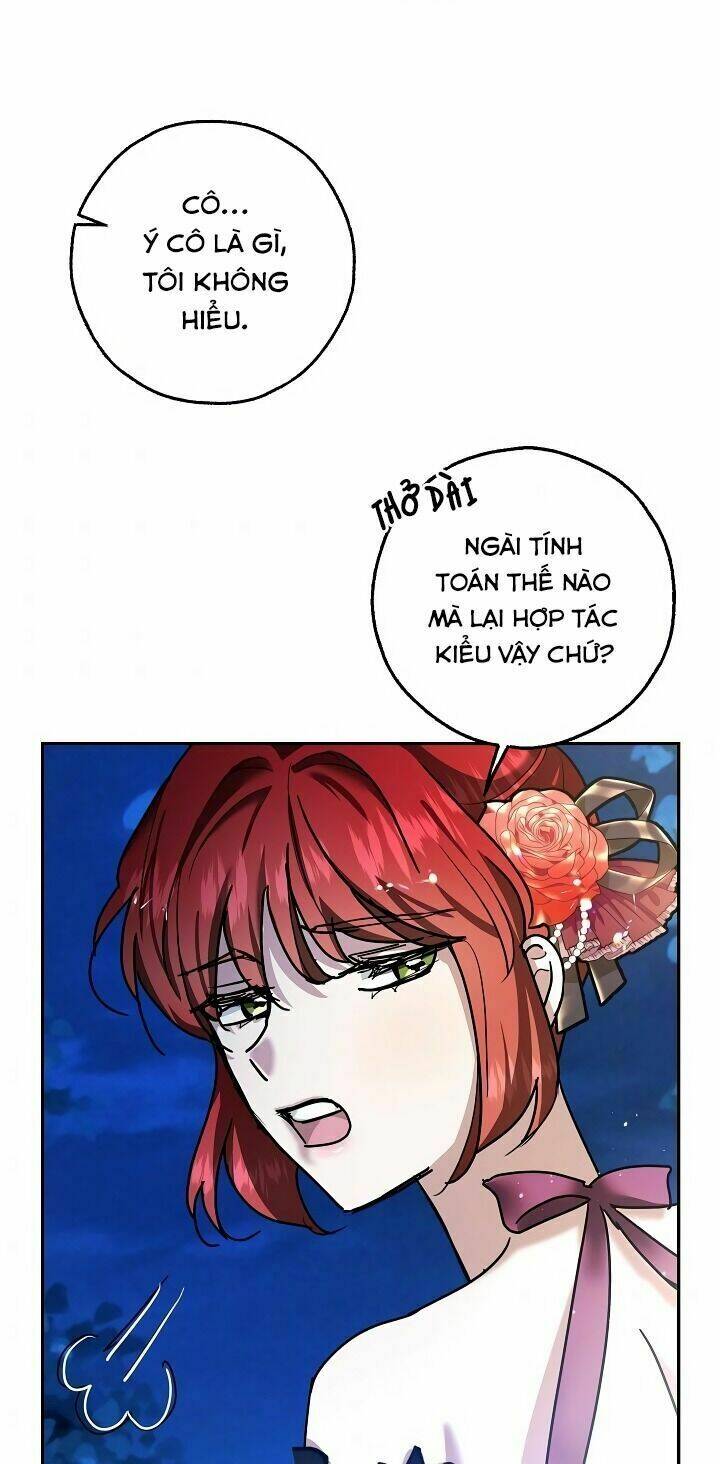 CÔ...
Ý CÔ LÀ GÌ,
TÔI KHÔNG
HIỂU.
THỞ DÀI
NGÀI TÍNH
TOÁN THẾ NÀO
MÀ LẠI HỢP TÁC
KIỂU VẬY CHỨ?